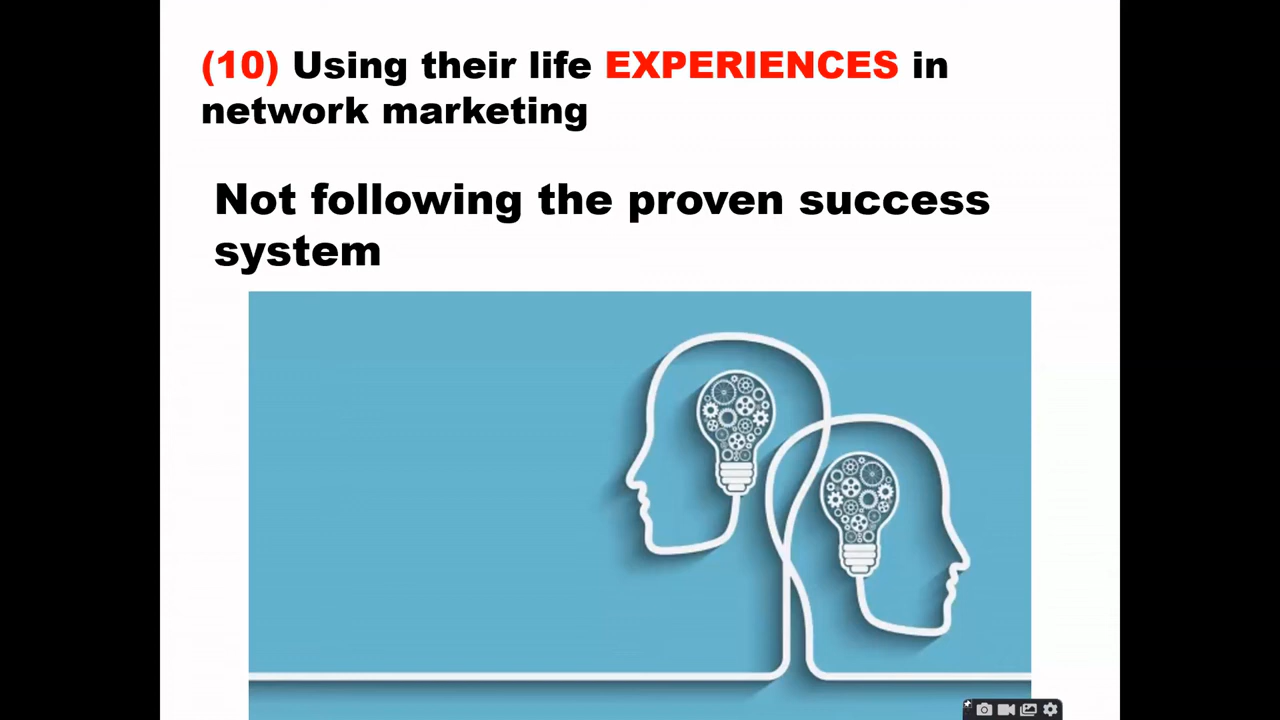 (10) Using their life EXPERIENCES in
network marketing
Not following the proven success
system